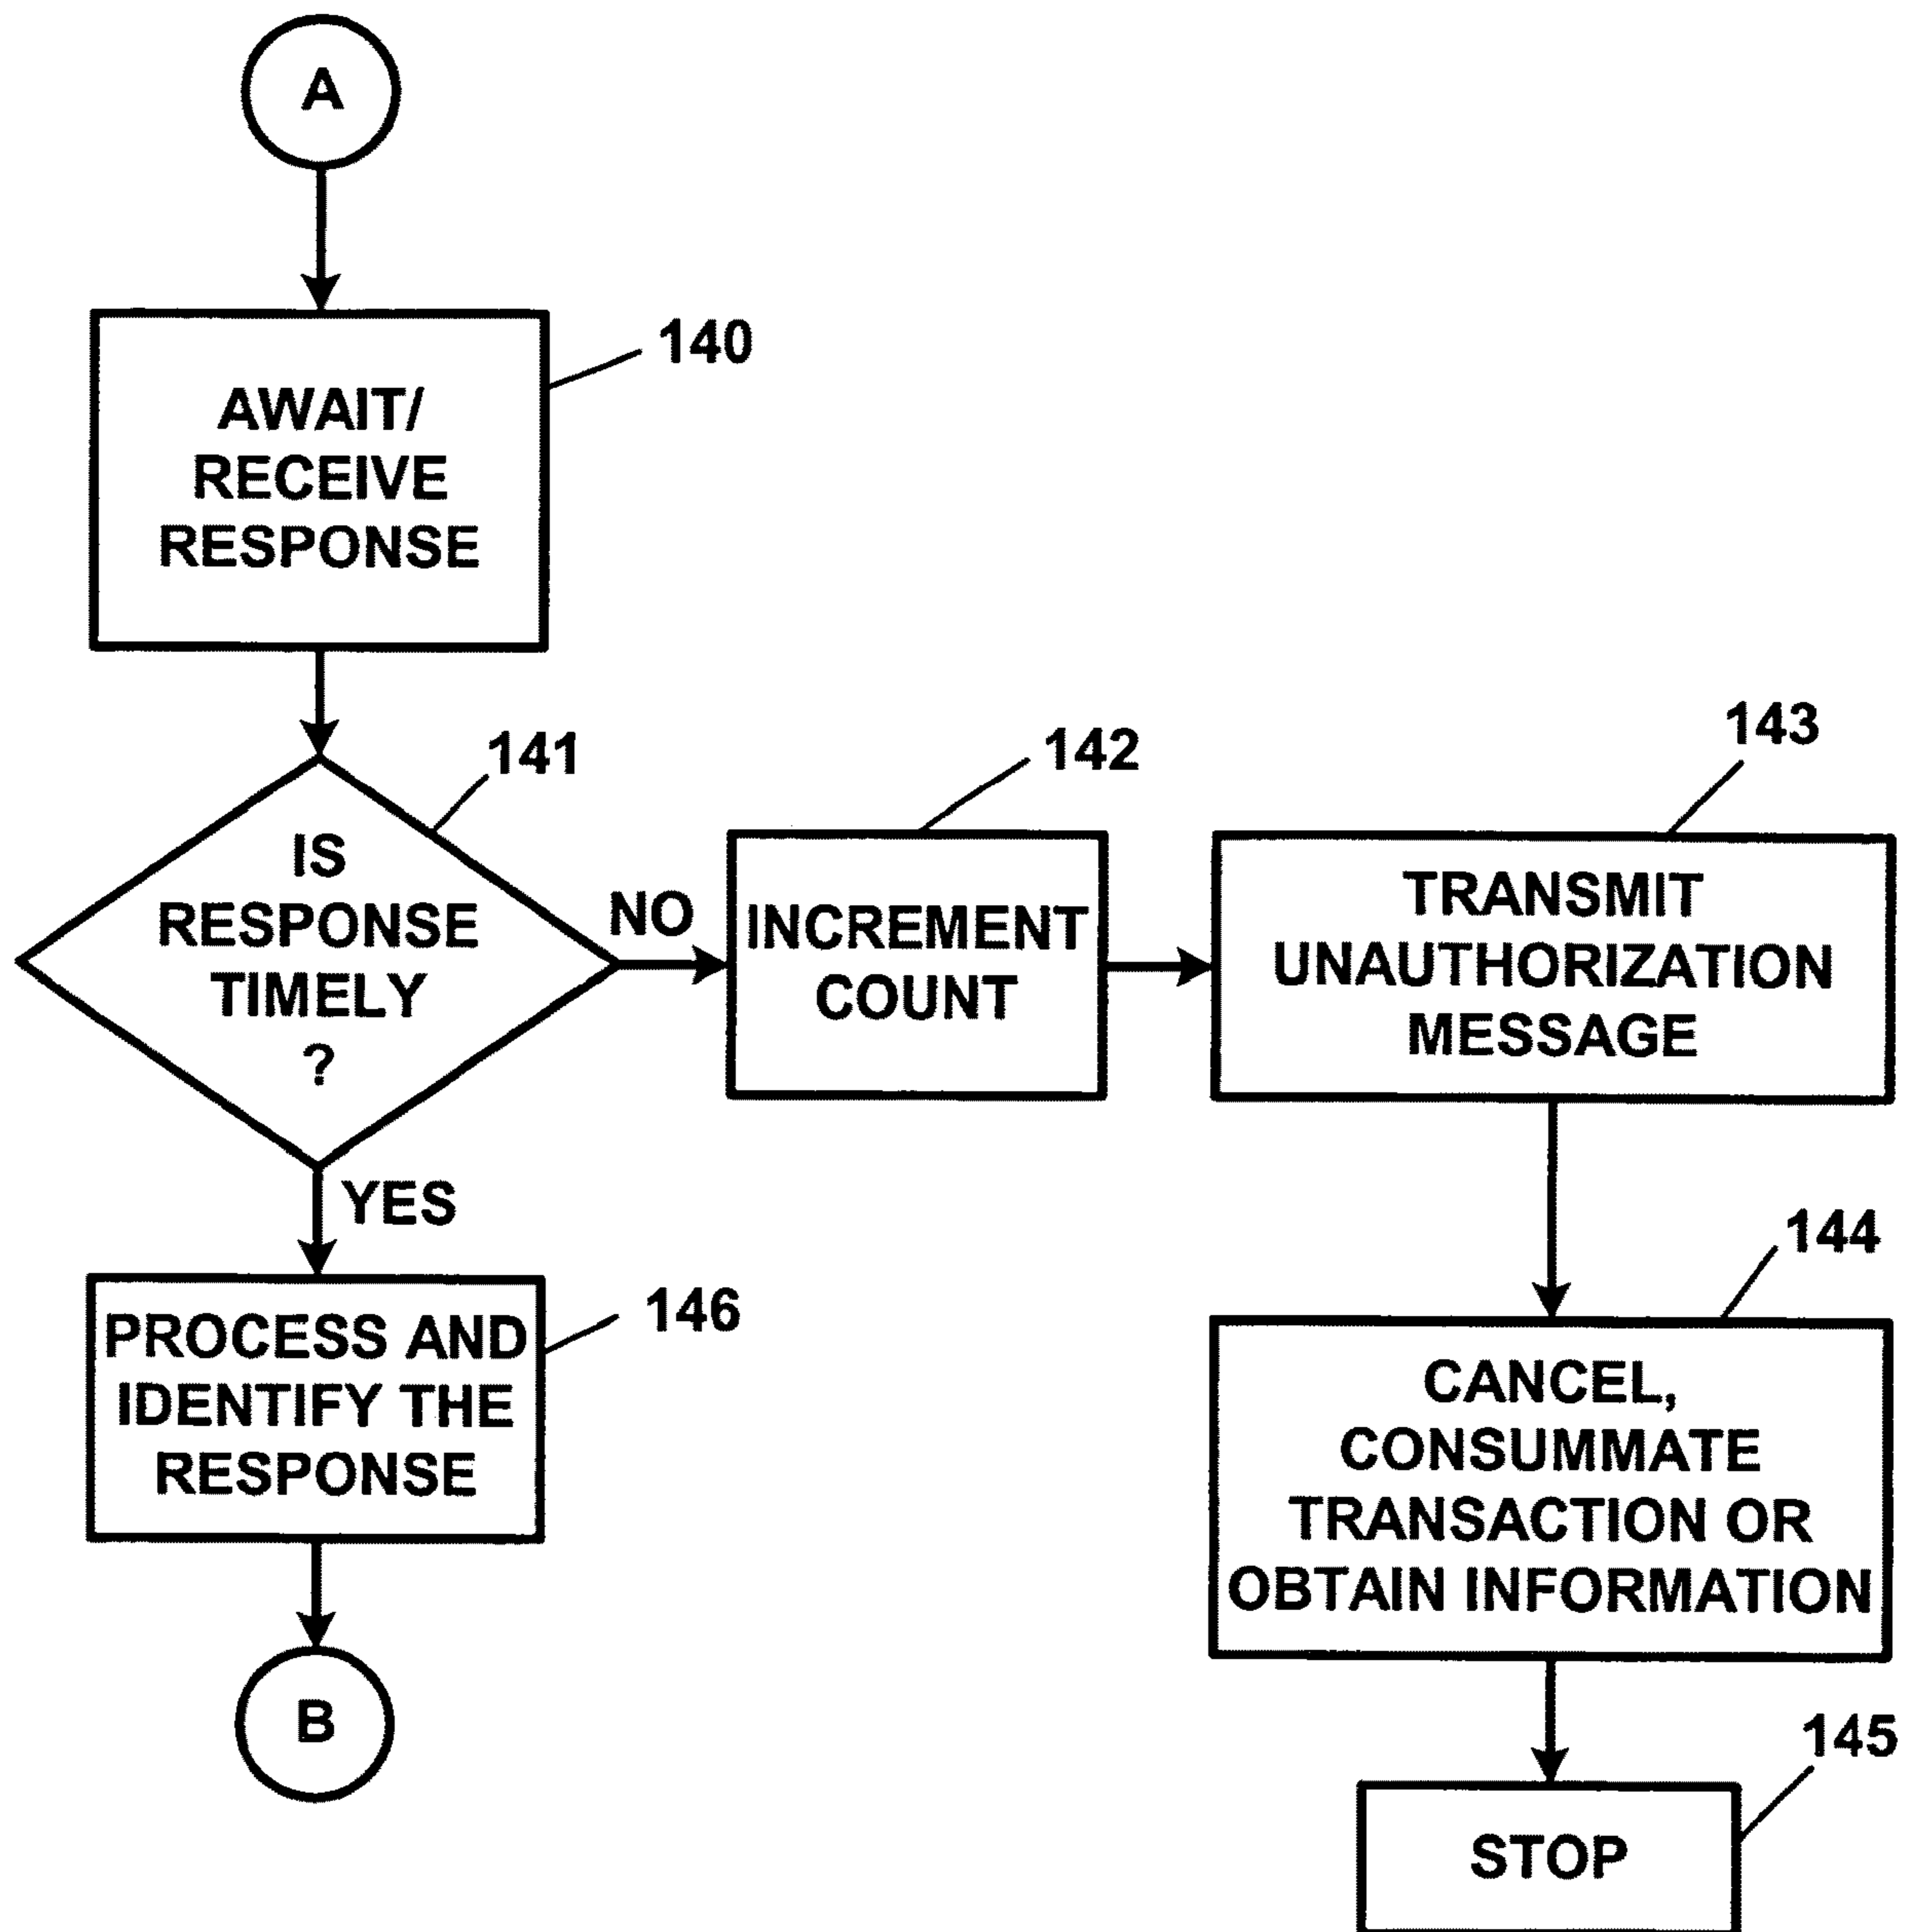 A
140
AWAIT/
RECEIVE
RESPONSE
141
IS
RESPONSE
TIMELY
?
NO
142
INCREMENT
COUNT
143
TRANSMIT
UNAUTHORIZATION
MESSAGE
YES
146
PROCESS AND
IDENTIFY THE
RESPONSE
B
144
CANCEL,
CONSUMMATE
TRANSACTION OR
OBTAIN INFORMATION
145
STOP